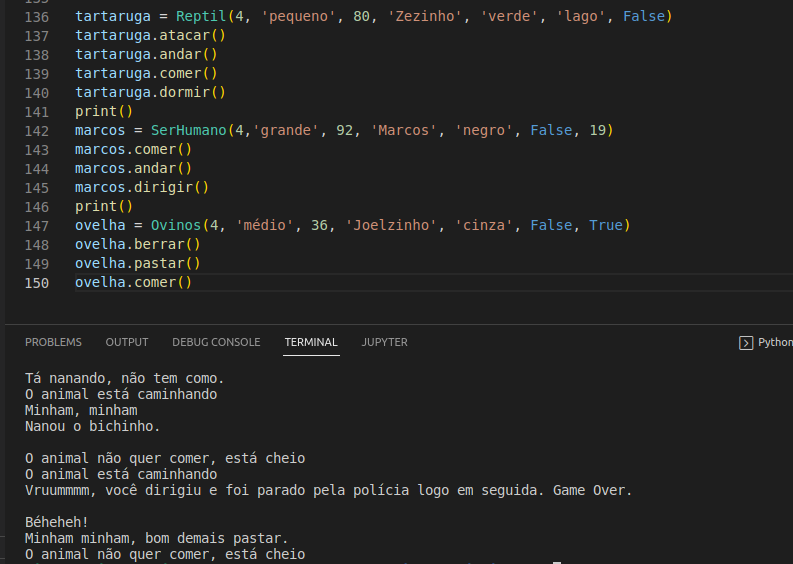 136 tartaruga = Reptil(4, 'pequeno', 80, 'Zezinho', 'verde', 'lago', False)
137 tartaruga.atacar()
138 tartaruga.andar()
139 tartaruga.comer()
140 tartaruga.dormir()
141 print()
142 marcos = SerHumano(4,'grande', 92, 'Marcos', 'negro', False, 19)
143 marcos.comer()
144 marcos.andar()
145 marcos.dirigir()
146 print()
147 ovelha = Ovinos(4, 'médio', 36, 'Joelzinho', 'cinza', False, True)
148 ovelha.berrar()
149 ovelha.pastar()
150 ovelha.comer()
PROBLEMS OUTPUT DEBUG CONSOLE TERMINAL JUPYTER Python
Tá nanando, não tem como.
O animal está caminhando
Minham, minham
Nanou o bichinho.
O animal não quer comer, está cheio
O animal está caminhando
Vruummmm, você dirigiu e foi parado pela polícia logo em seguida. Game Over.
Béheheh!
Minham minham, bom demais pastar.
O animal não quer comer, está cheio